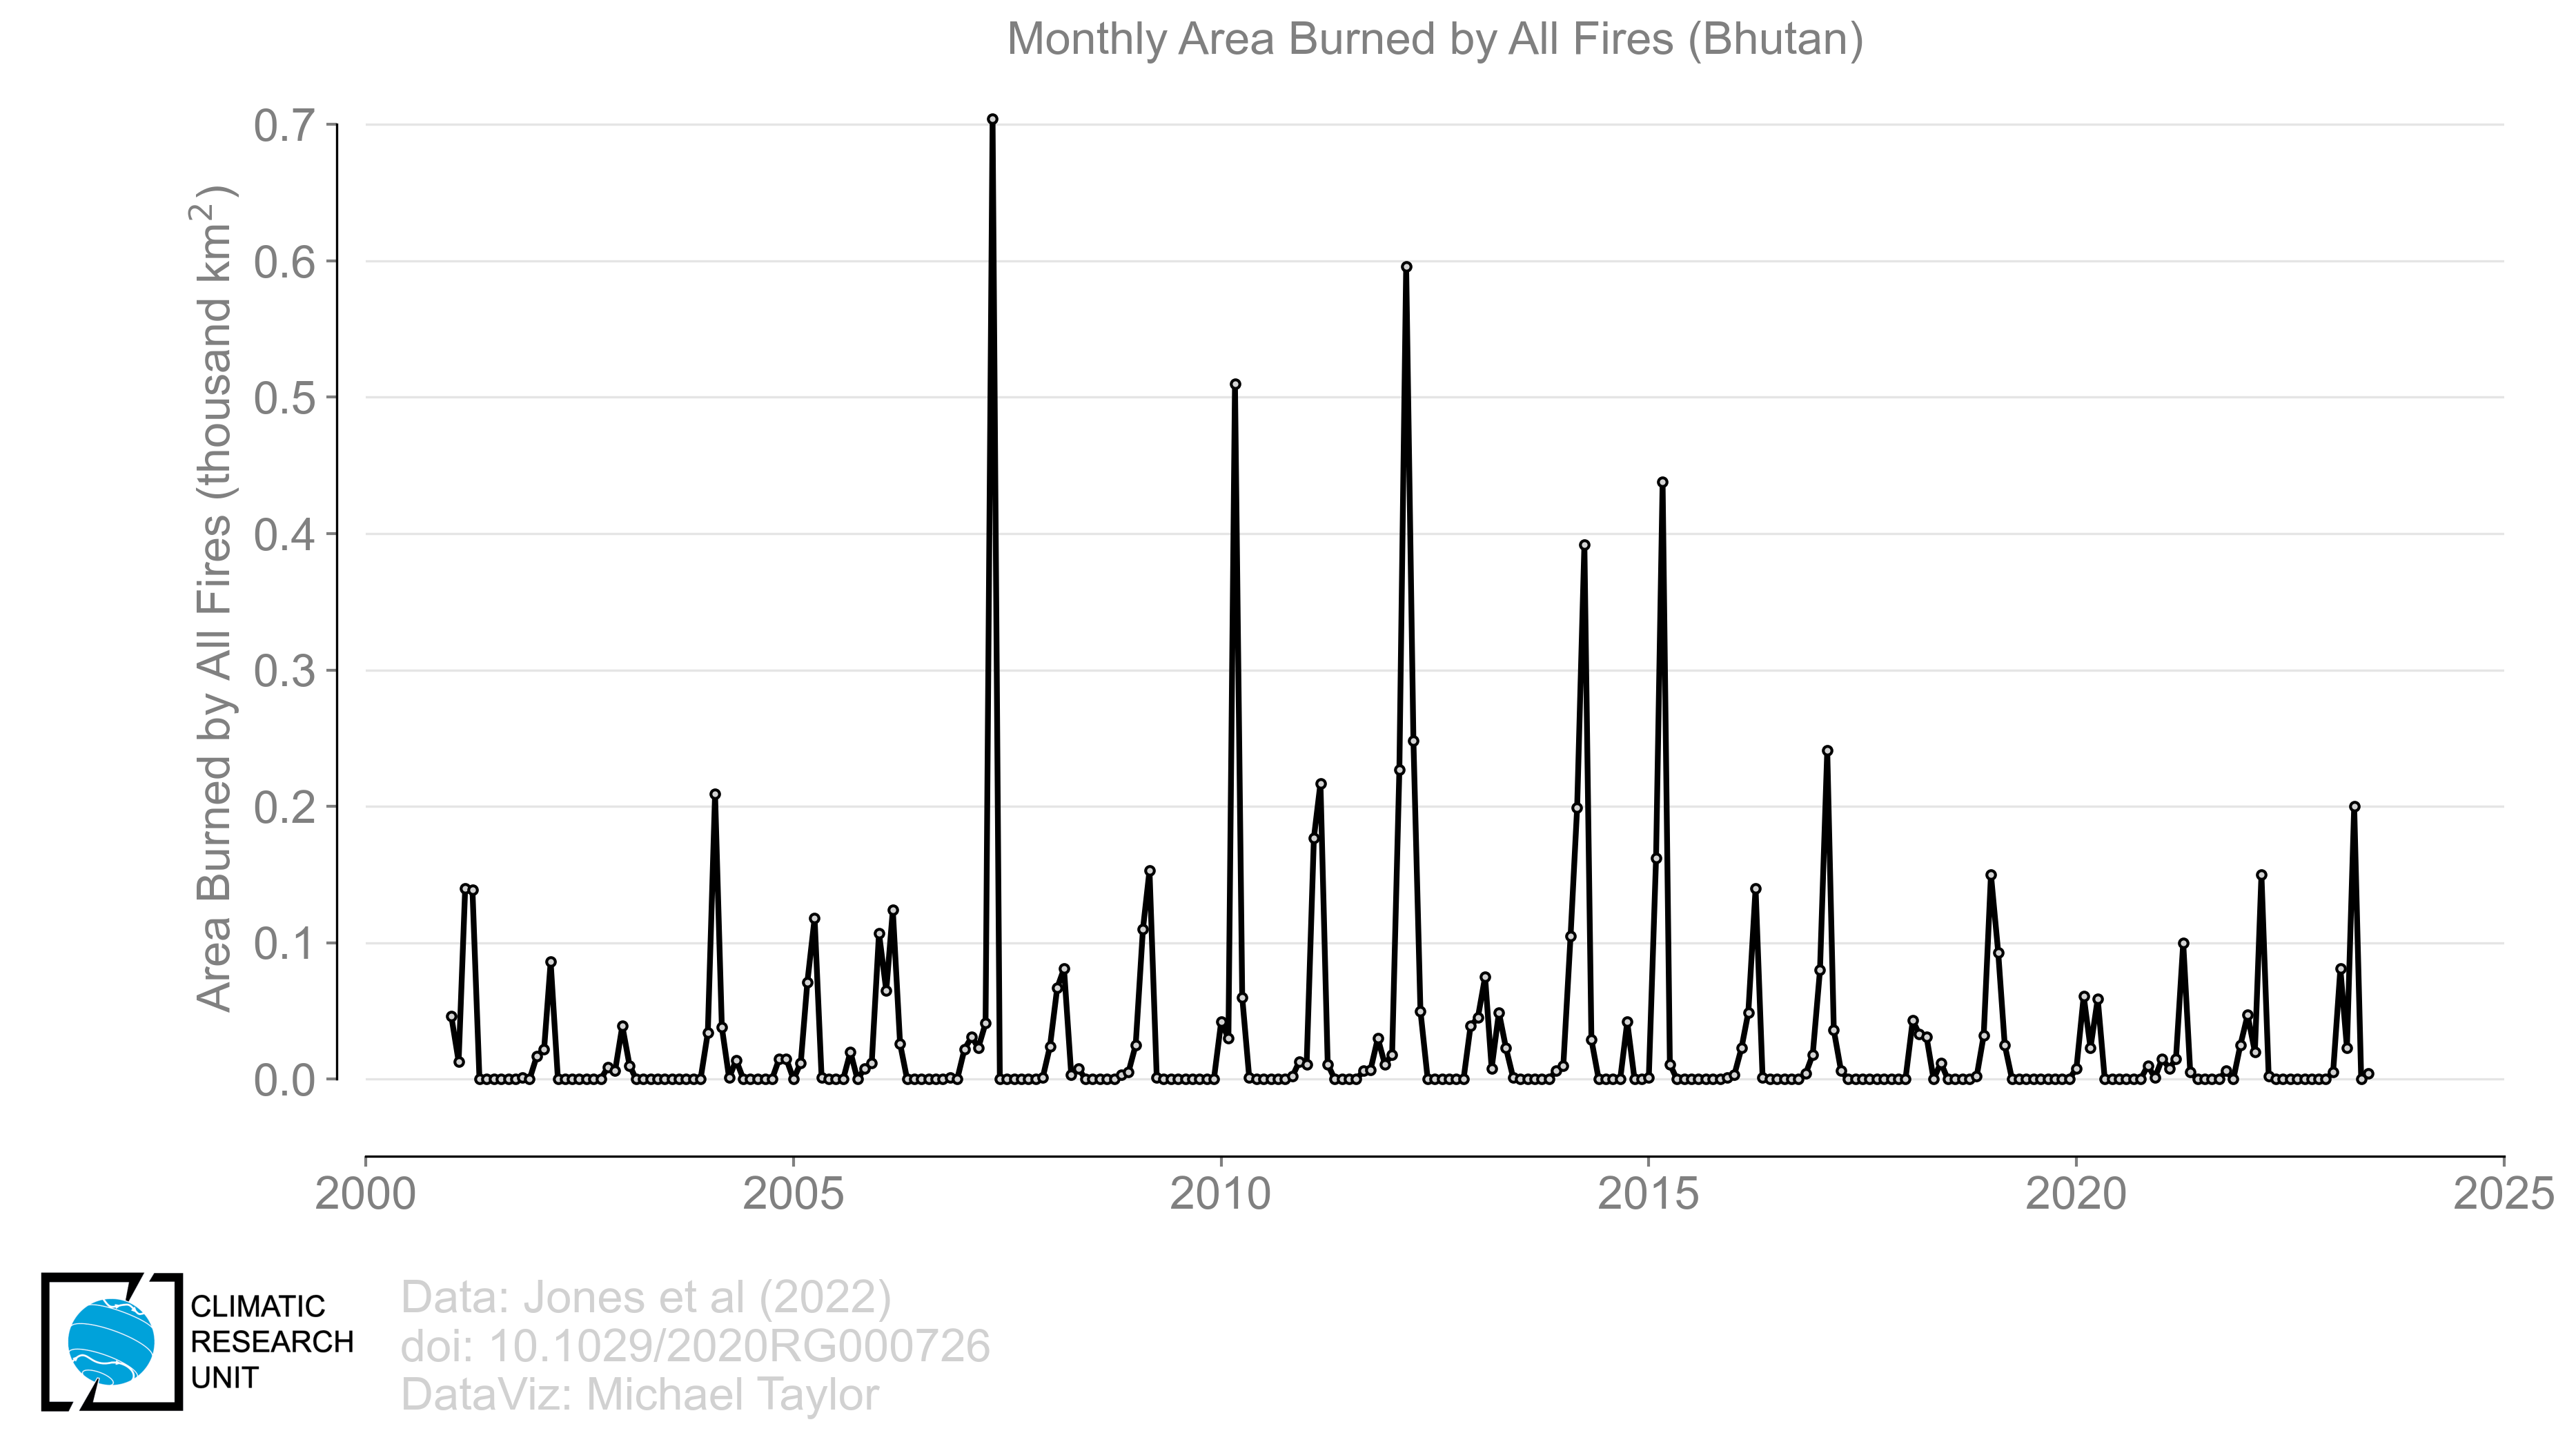 Monthly Area Burned by All Fires (Bhutan)
Area Burned by All Fires (thousand km²)
0.7
0.6
0.5
0.4
0.3
0.2
0.1
0.0
2000 2005 2010 2015 2020 2025
CLIMATIC
RESEARCH
UNIT
Data: Jones et al (2022)
doi: 10.1029/2020RG000726
DataViz: Michael Taylor